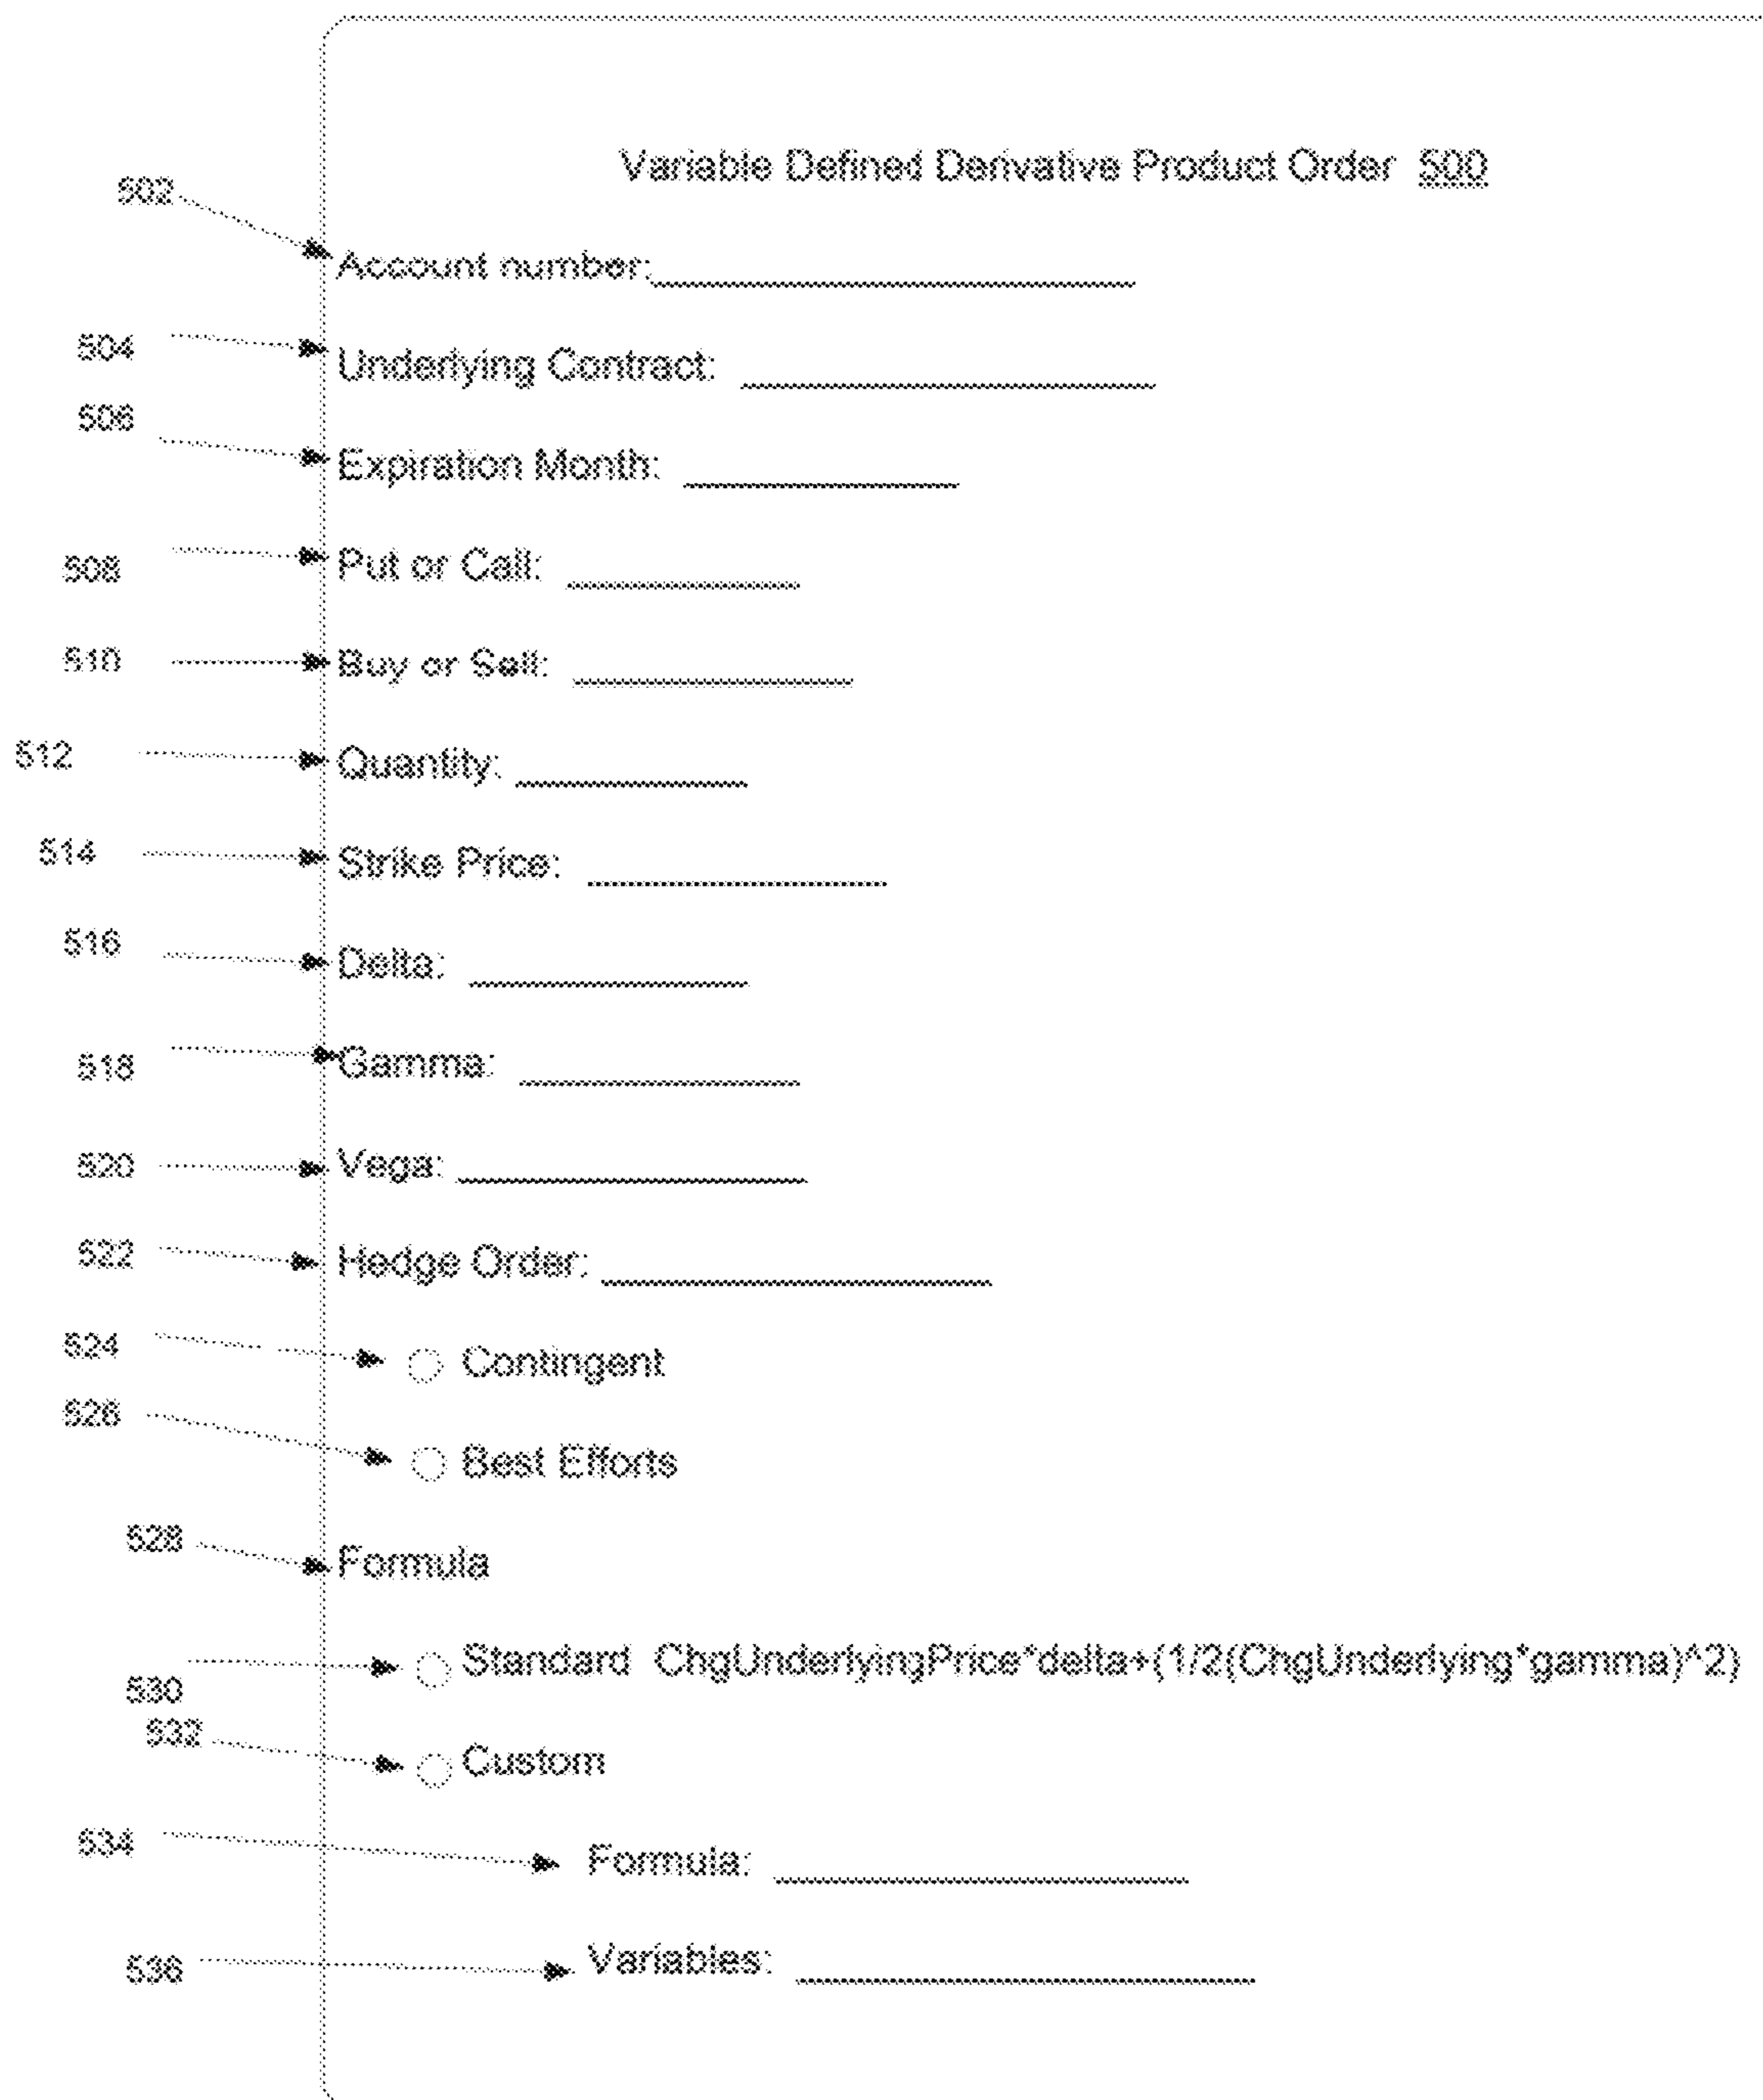 Variable Defined Derivative Product Order 500
502
Account number:
504
Underlying Contract:
506
Expiration Month:
508
Put or Call:
510
Buy or Sell:
512
Quantity:
514
Strike Price:
516
Delta:
518
Gamma:
520
Vega:
522
Hedge Order:
524
Contingent
526
Best Efforts
528
Formula
530
Standard ChgUnderlyingPrice*delta+(1/2(ChgUnderlying*gamma)^2)
532
Custom
534
Formula:
536
Variables: